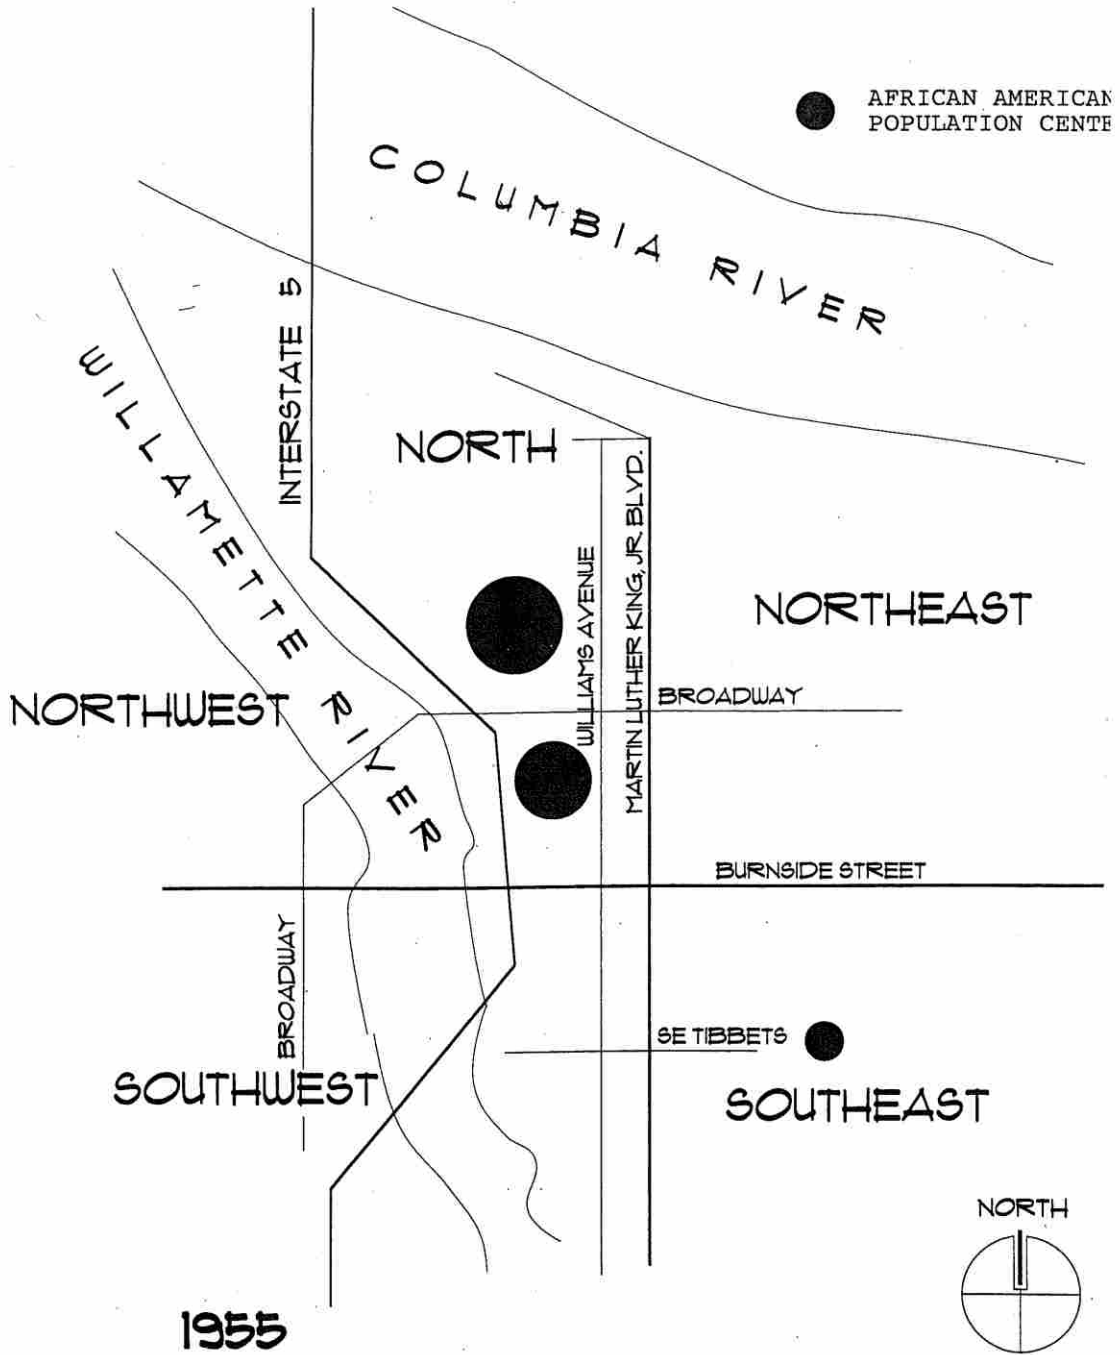 AFRICAN AMERICAN
POPULATION CENTE
COLUMBIA RIVER
INTERSTATE 5
WILLAMETTE RIVER
NORTH
WILLIAMS AVENUE
MARTIN LUTHER KING, JR. BLVD.
NORTHEAST
NORTHWEST
BROADWAY
BURNSIDE STREET
BROADWAY
SE TIBBETS
SOUTHWEST
SOUTHEAST
NORTH
1955